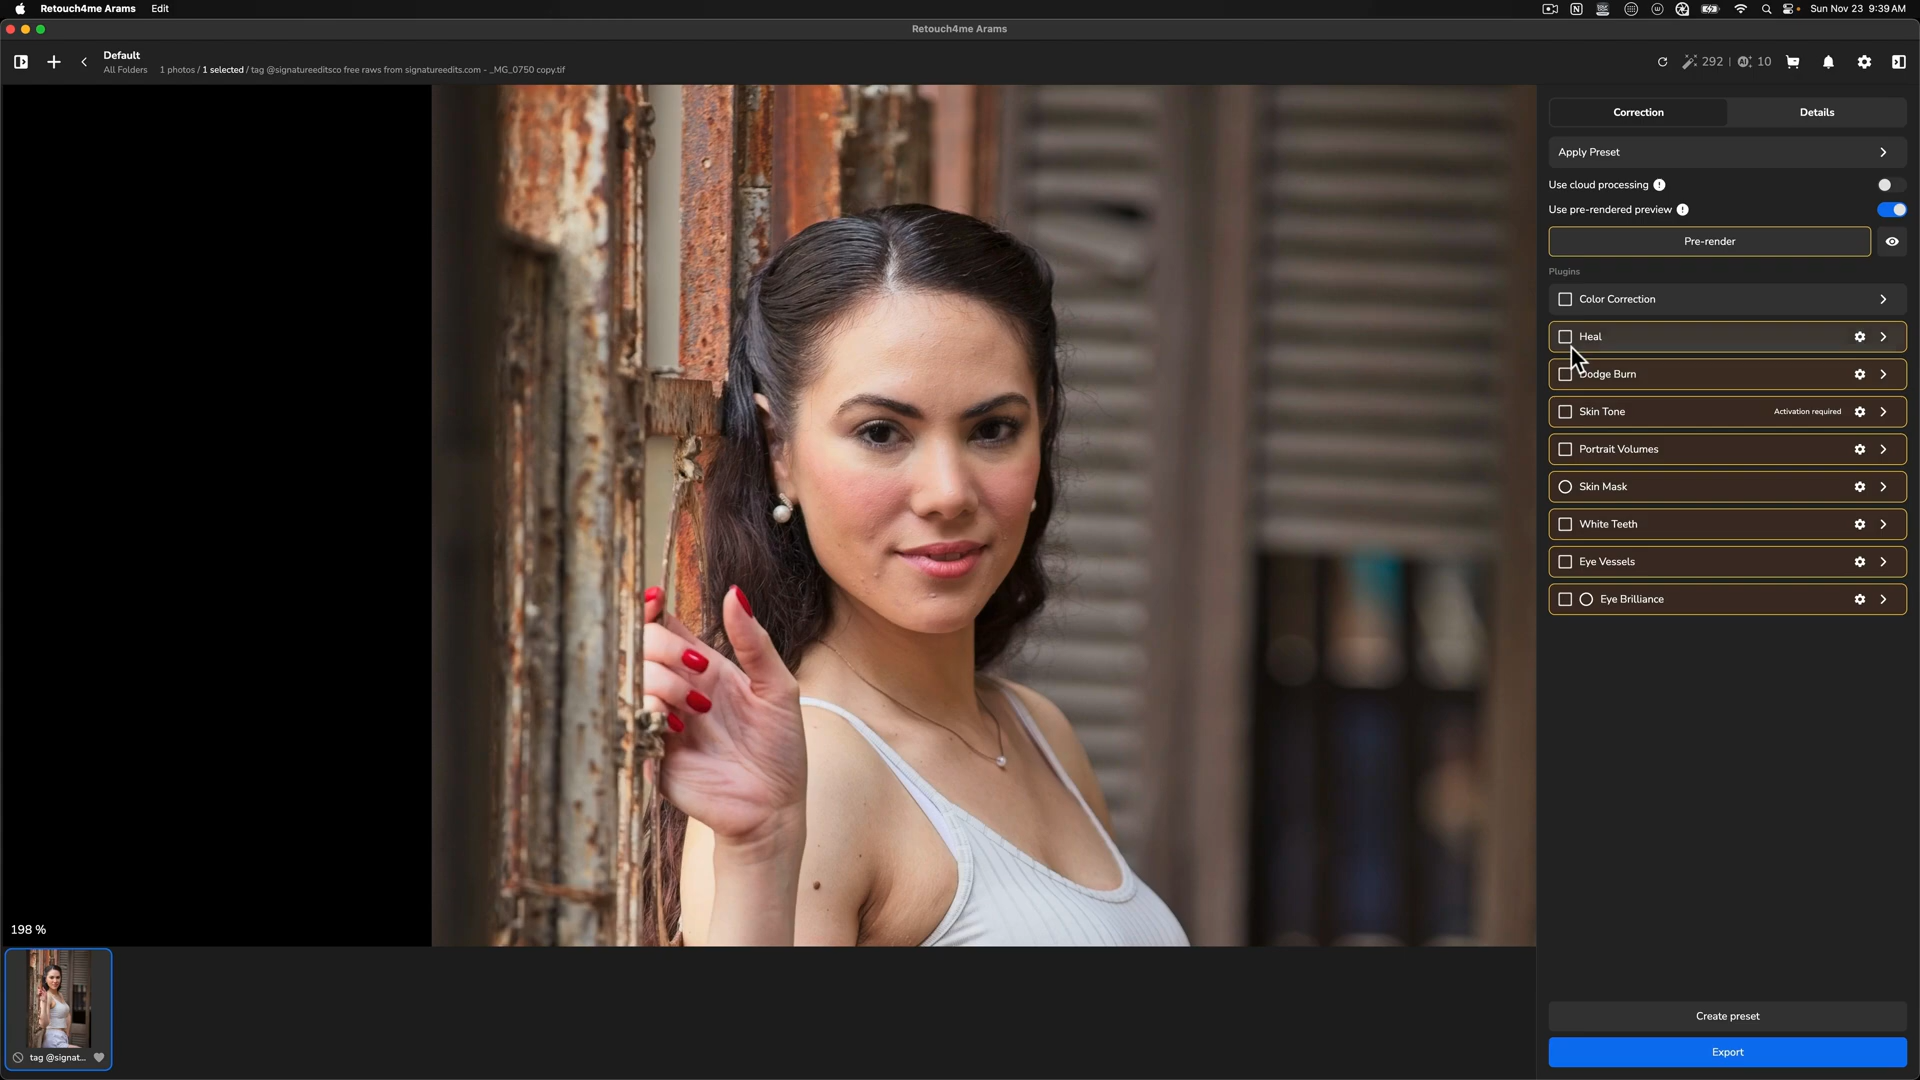 Retouch4me Arams Edit
Sun Nov 23 9:39 AM
Retouch4me Arams
Default
All Folders 1 photos / 1 selected / tag @signatureeditsco free raws from signatureedits.com - _MG_0750 copy.tif
292 | AI 10
Correction Details
Apply Preset
Use cloud processing
Use pre-rendered preview
Pre-render
Plugins
Color Correction
Heal
Dodge Burn
Skin Tone Activation required
Portrait Volumes
Skin Mask
White Teeth
Eye Vessels
Eye Brilliance
198 %
tag @signat...
Create preset
Export